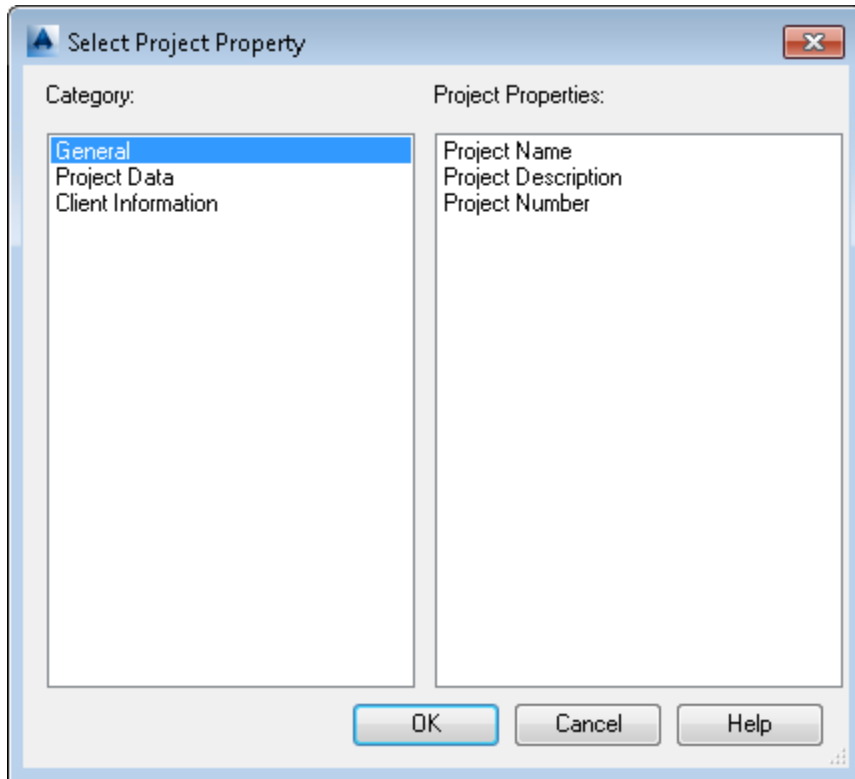 Select Project Property
Category:
Project Properties:
General
Project Data
Client Information
Project Name
Project Description
Project Number
OK
Cancel
Help